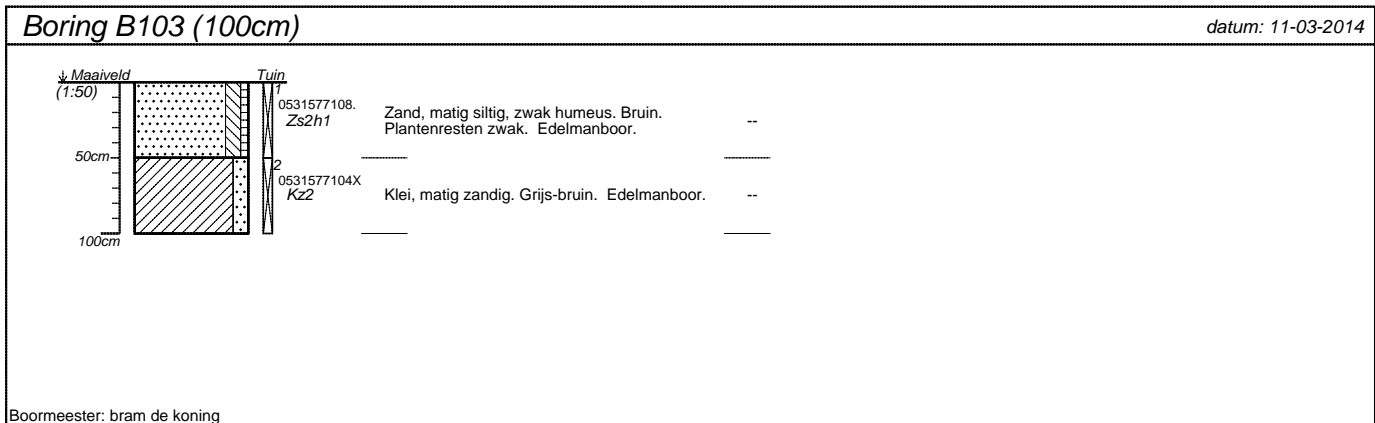 Boring B103 (100cm)
datum: 11-03-2014
Maaiveld
Tuin
(1:50)
1
0531577108.
Zs2h1
Zand, matig siltig, zwak humeus. Bruin.
Plantenresten zwak.  Edelmanboor.
--
50cm
2
0531577104X
Kz2
Klei, matig zandig. Grijs-bruin.  Edelmanboor.
--
100cm
Boormeester: bram de koning